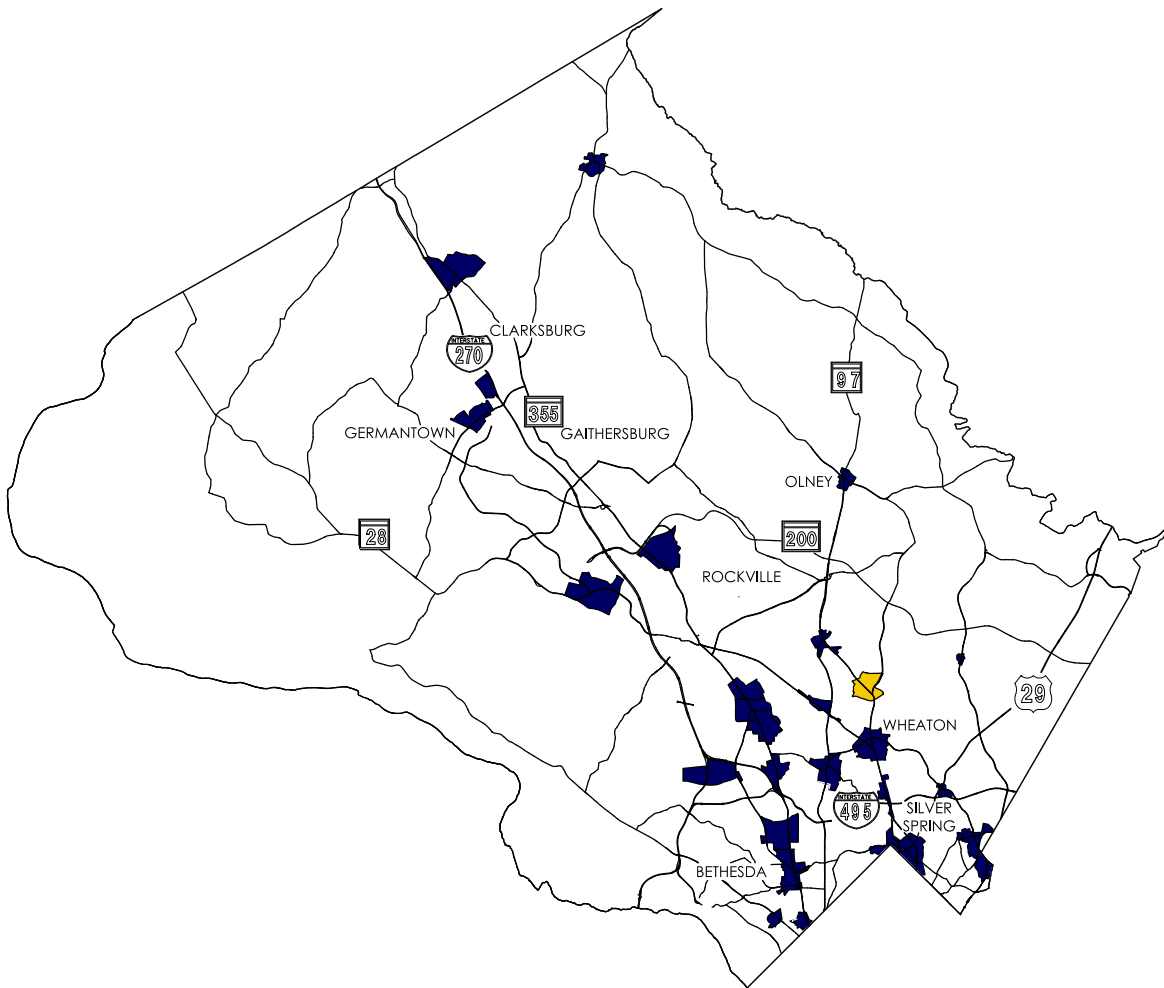 CLARKSBURG
INTERSTATE
270
97
355
GERMANTOWN
GAITHERSBURG
OLNEY
28
200
ROCKVILLE
29
WHEATON
INTERSTATE
495
SILVER
SPRING
BETHESDA